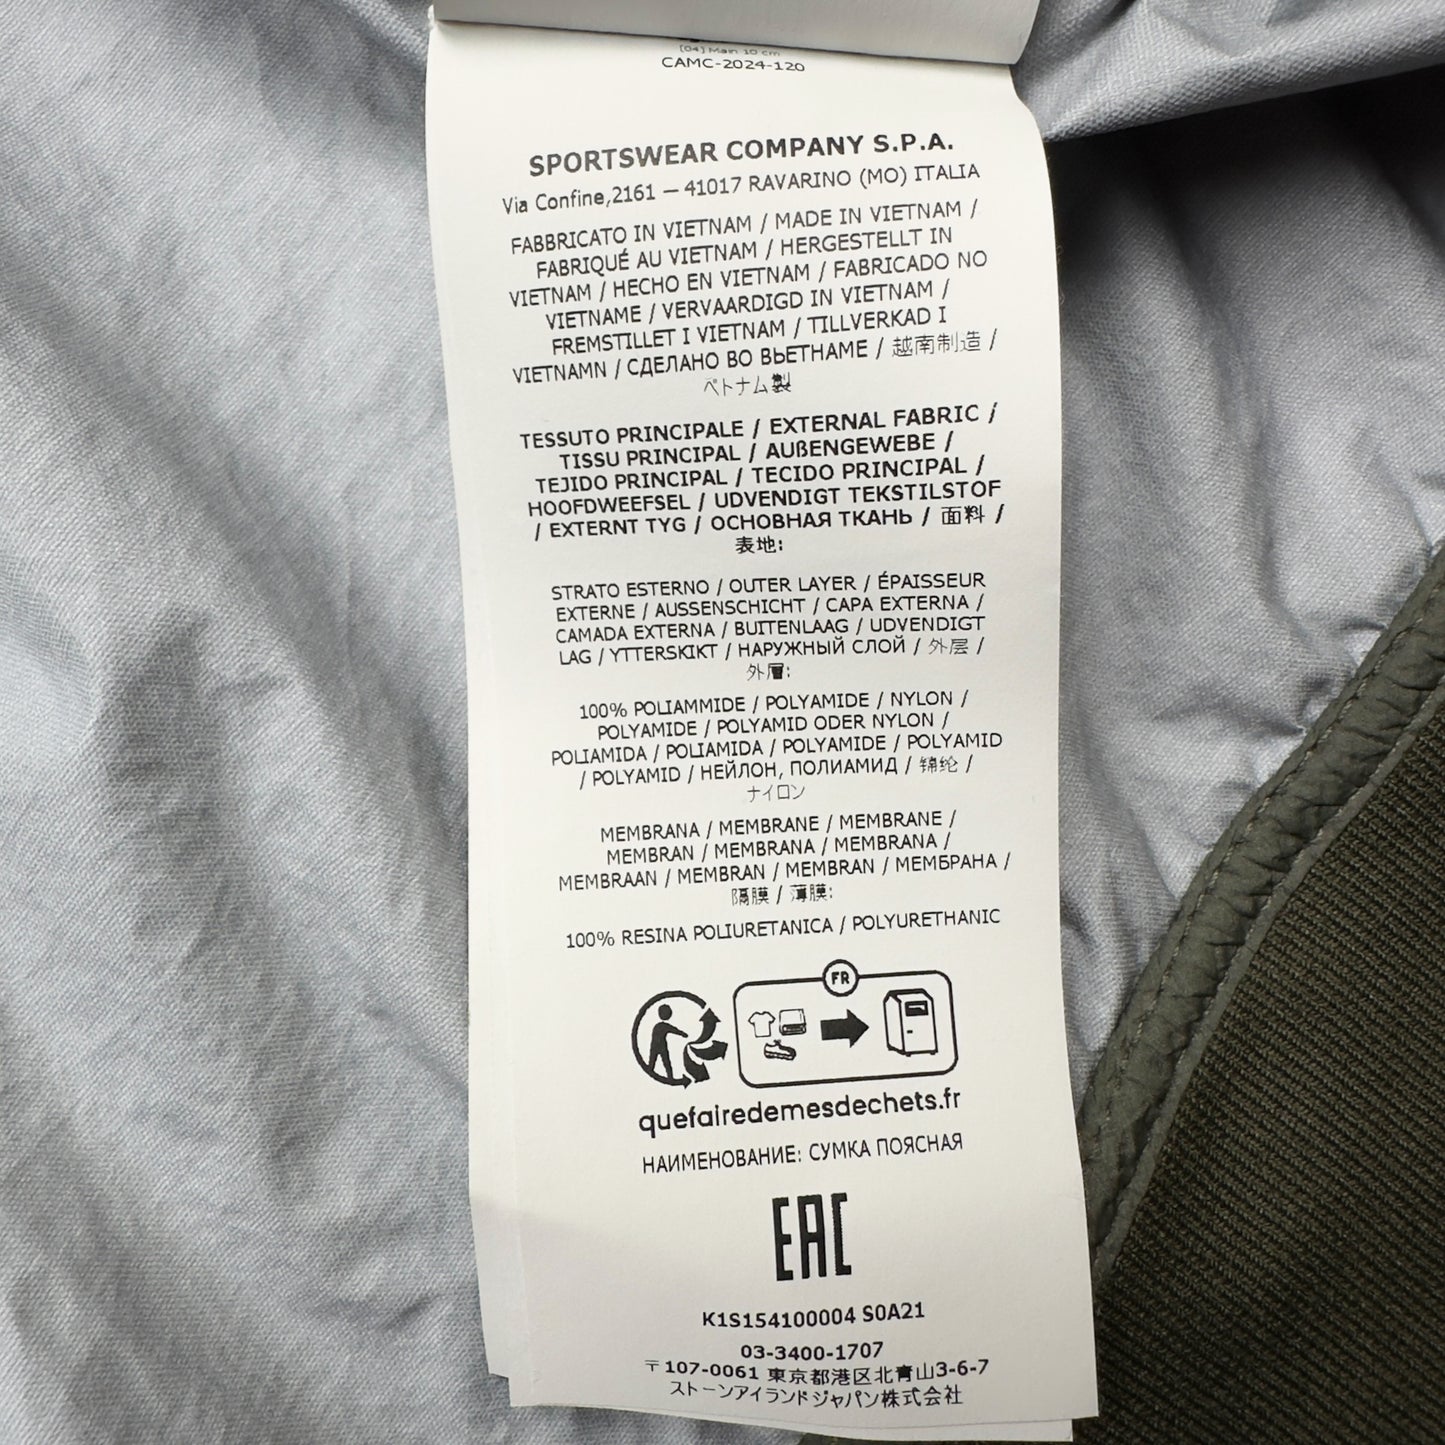 [04] Main 10 cm
CAMC-2024-120
SPORTSWEAR COMPANY S.P.A.
Via Confine,2161 – 41017 RAVARINO (MO) ITALIA
FABBRICATO IN VIETNAM / MADE IN VIETNAM /
FABRIQUÉ AU VIETNAM / HERGESTELLT IN
VIETNAM / HECHO EN VIETNAM / FABRICADO NO
VIETNAME / VERVAARDIGD IN VIETNAM /
FREMSTILLET I VIETNAM / TILLVERKAD I
VIETNAMN / СДЕЛАНО ВО ВЬЕТНАМЕ / 越南制造 /
ベトナム製
TESSUTO PRINCIPALE / EXTERNAL FABRIC /
TISSU PRINCIPAL / AUßENGEWEBE /
TEJIDO PRINCIPAL / TECIDO PRINCIPAL /
HOOFDWEEFSEL / UDVENDIGT TEKSTILSTOF
/ EXTERNT TYG / ОСНОВНАЯ ТКАНЬ / 面料 /
表地:
STRATO ESTERNO / OUTER LAYER / ÉPAISSEUR
EXTERNE / AUSSENSCHICHT / CAPA EXTERNA /
CAMADA EXTERNA / BUITENLAAG / UDVENDIGT
LAG / YTTERSKIKT / НАРУЖНЫЙ СЛОЙ / 外层 /
外層:
100% POLIAMMIDE / POLYAMIDE / NYLON /
POLYAMIDE / POLYAMID ODER NYLON /
POLIAMIDA / POLIAMIDA / POLYAMIDE / POLYAMID
/ POLYAMID / НЕЙЛОН, ПОЛИАМИД / 锦纶 /
ナイロン
MEMBRANA / MEMBRANE / MEMBRANE /
MEMBRAN / MEMBRANA / MEMBRANA /
MEMBRAAN / MEMBRAN / MEMBRAN / МЕМБРАНА /
隔膜 / 薄膜:
100% RESINA POLIURETANICA / POLYURETHANIC
FR
quefairedemesdechets.fr
НАИМЕНОВАНИЕ: СУМКА ПОЯСНАЯ
EAC
K1S154100004 S0A21
03-3400-1707
〒107-0061 東京都港区北青山3-6-7
ストーンアイランドジャパン株式会社